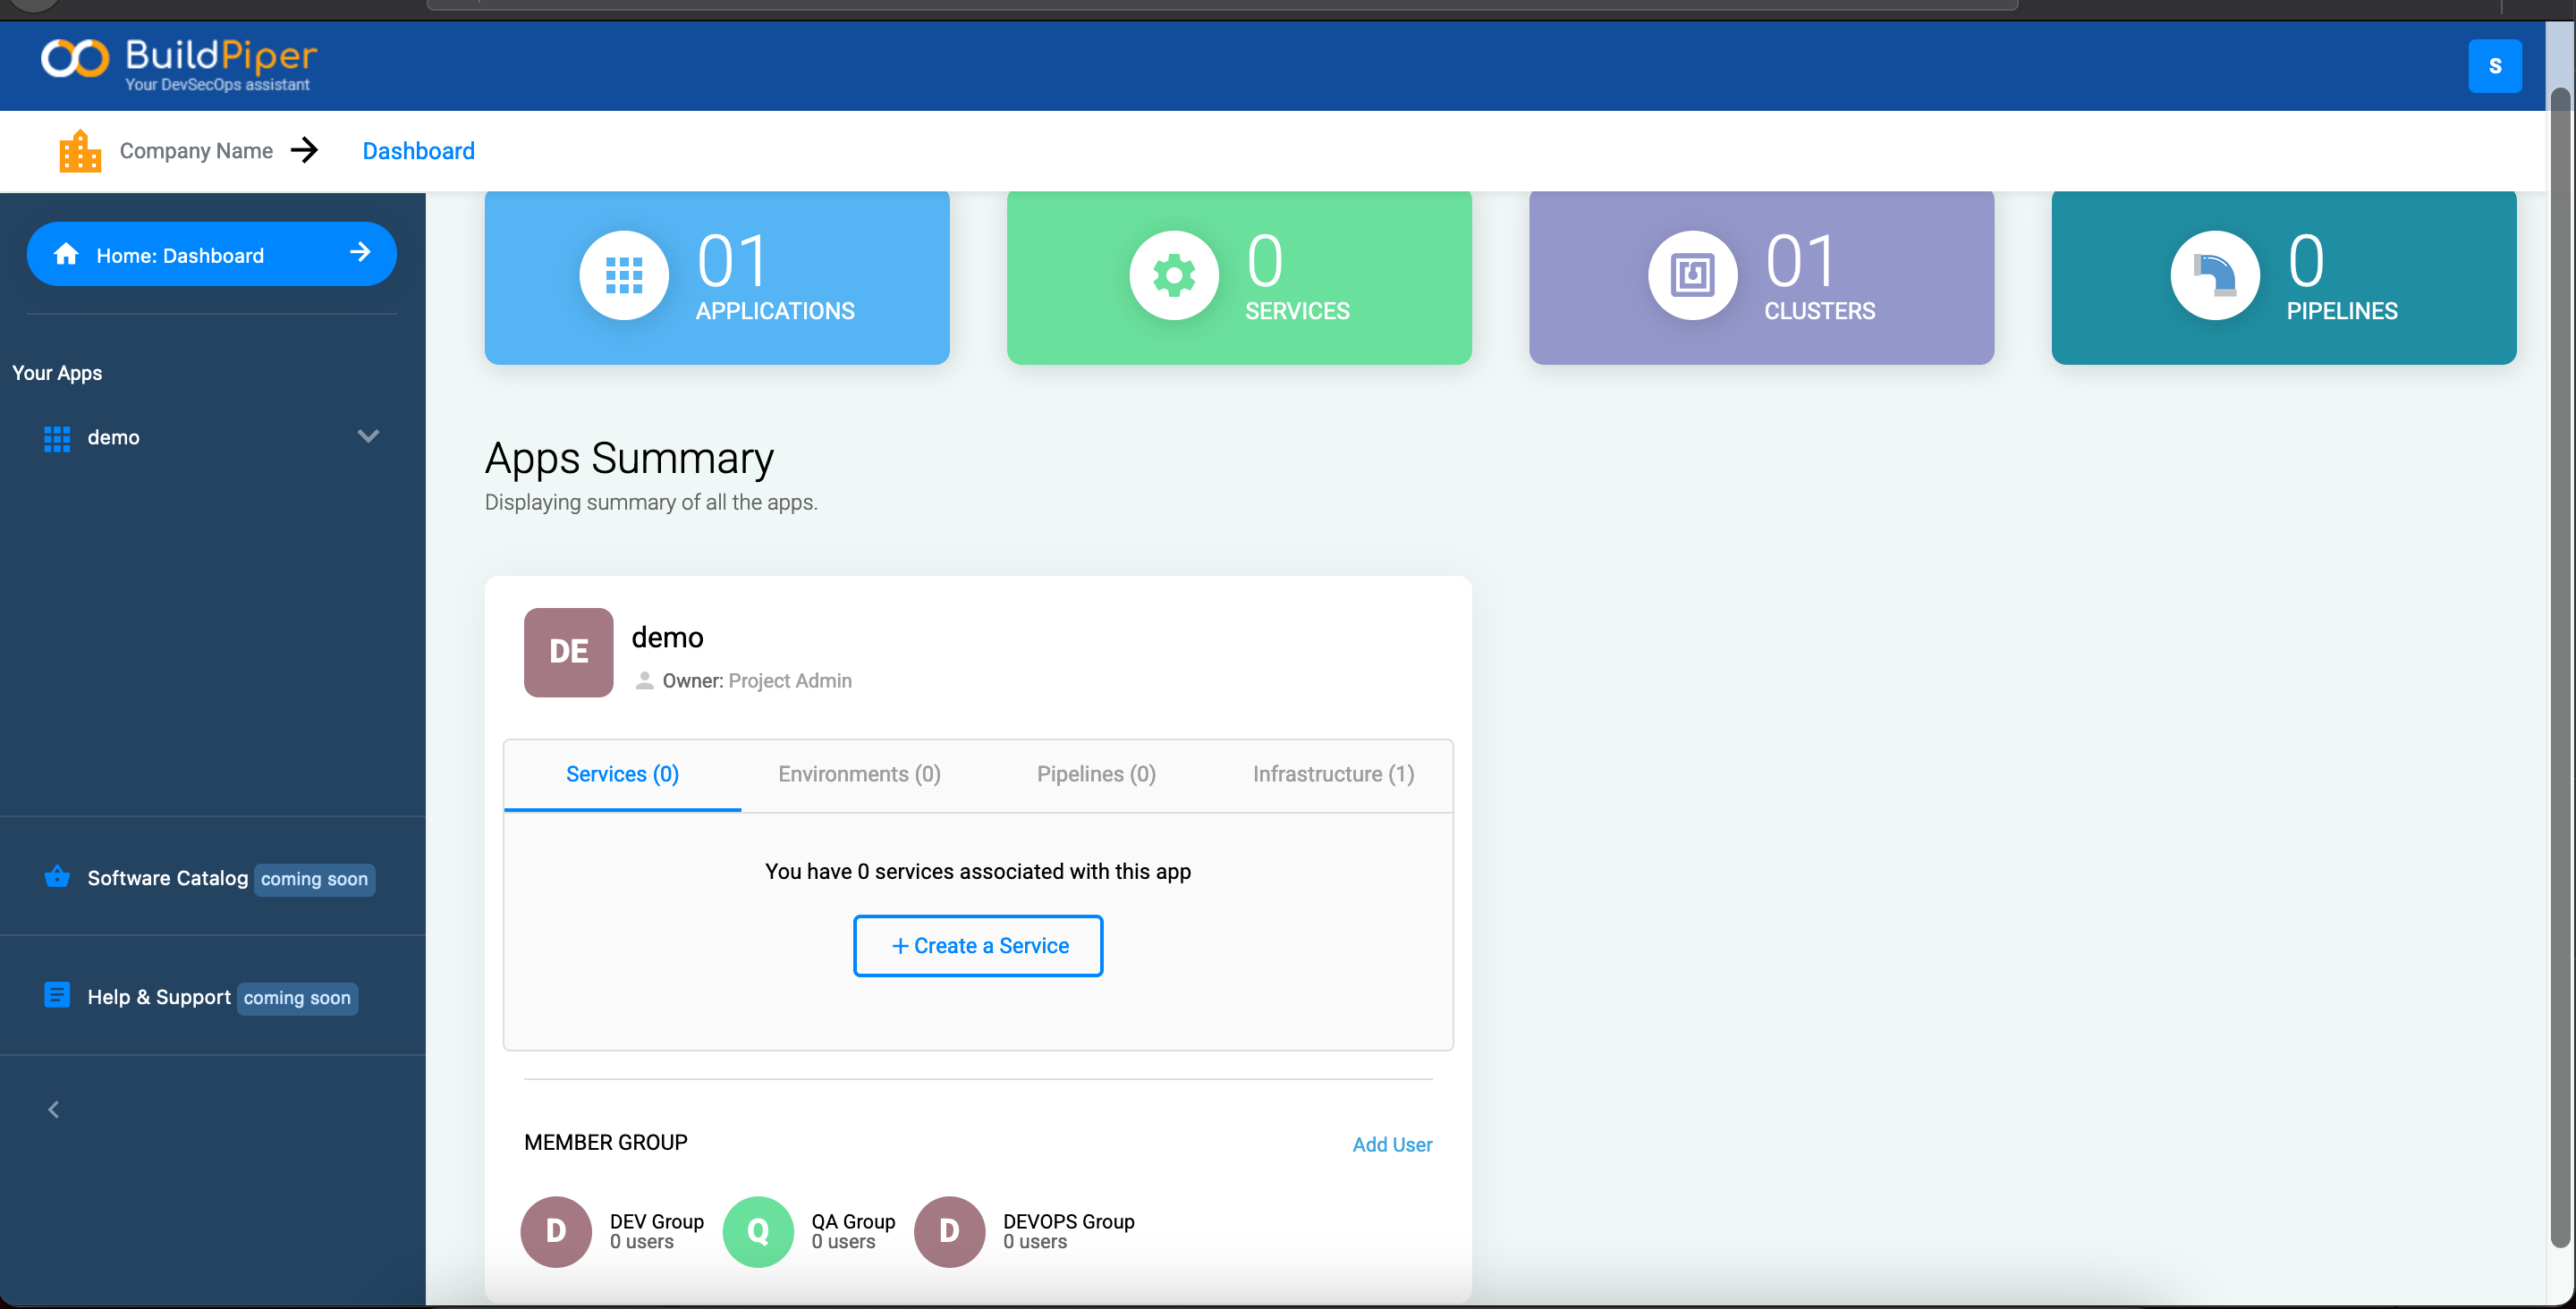 BuildPiper
Your DevSecOps assistant
S
Company Name
Dashboard
Home: Dashboard
Your Apps
demo
Software Catalog coming soon
Help & Support coming soon
01
APPLICATIONS
0
SERVICES
01
CLUSTERS
0
PIPELINES
Apps Summary
Displaying summary of all the apps.
DE
demo
Owner: Project Admin
Services (0) Environments (0) Pipelines (0) Infrastructure (1)
You have 0 services associated with this app
+ Create a Service
MEMBER GROUP
Add User
D
DEV Group
0 users
Q
QA Group
0 users
D
DEVOPS Group
0 users